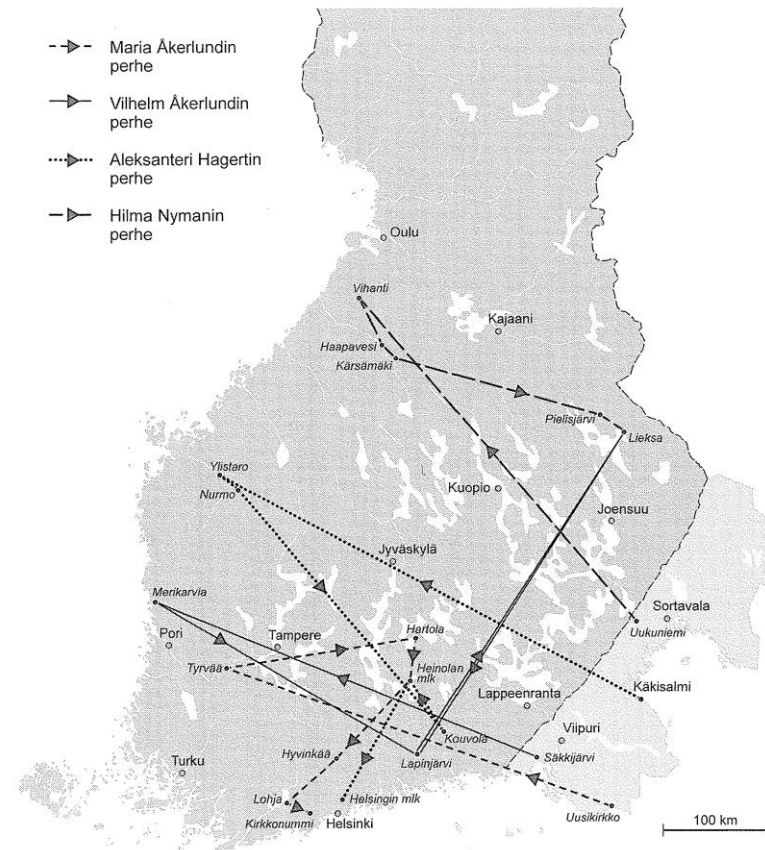 Maria Åkerlundin
perhe
Vilhelm Åkerlundin
perhe
Aleksanteri Hagertin
perhe
Hilma Nymanin
perhe
Oulu
Vihanti
Kajaani
Haapavesi
Kärsämäki
Pielisjärvi
Lieksa
Ylistaro
Nurmo
Kuopio
Joensuu
Jyväskylä
Merikarvia
Sortavala
Pori
Tampere
Hartola
Uukuniemi
Tyrvää
Heinolan
mlk
Lappeenranta
Käkisalmi
Kouvola
Viipuri
Hyvinkää
Lapinjärvi
Säkkijärvi
Turku
Lohja
Helsingin mlk
Kirkkonummi
Helsinki
Uusikirkko
100 km